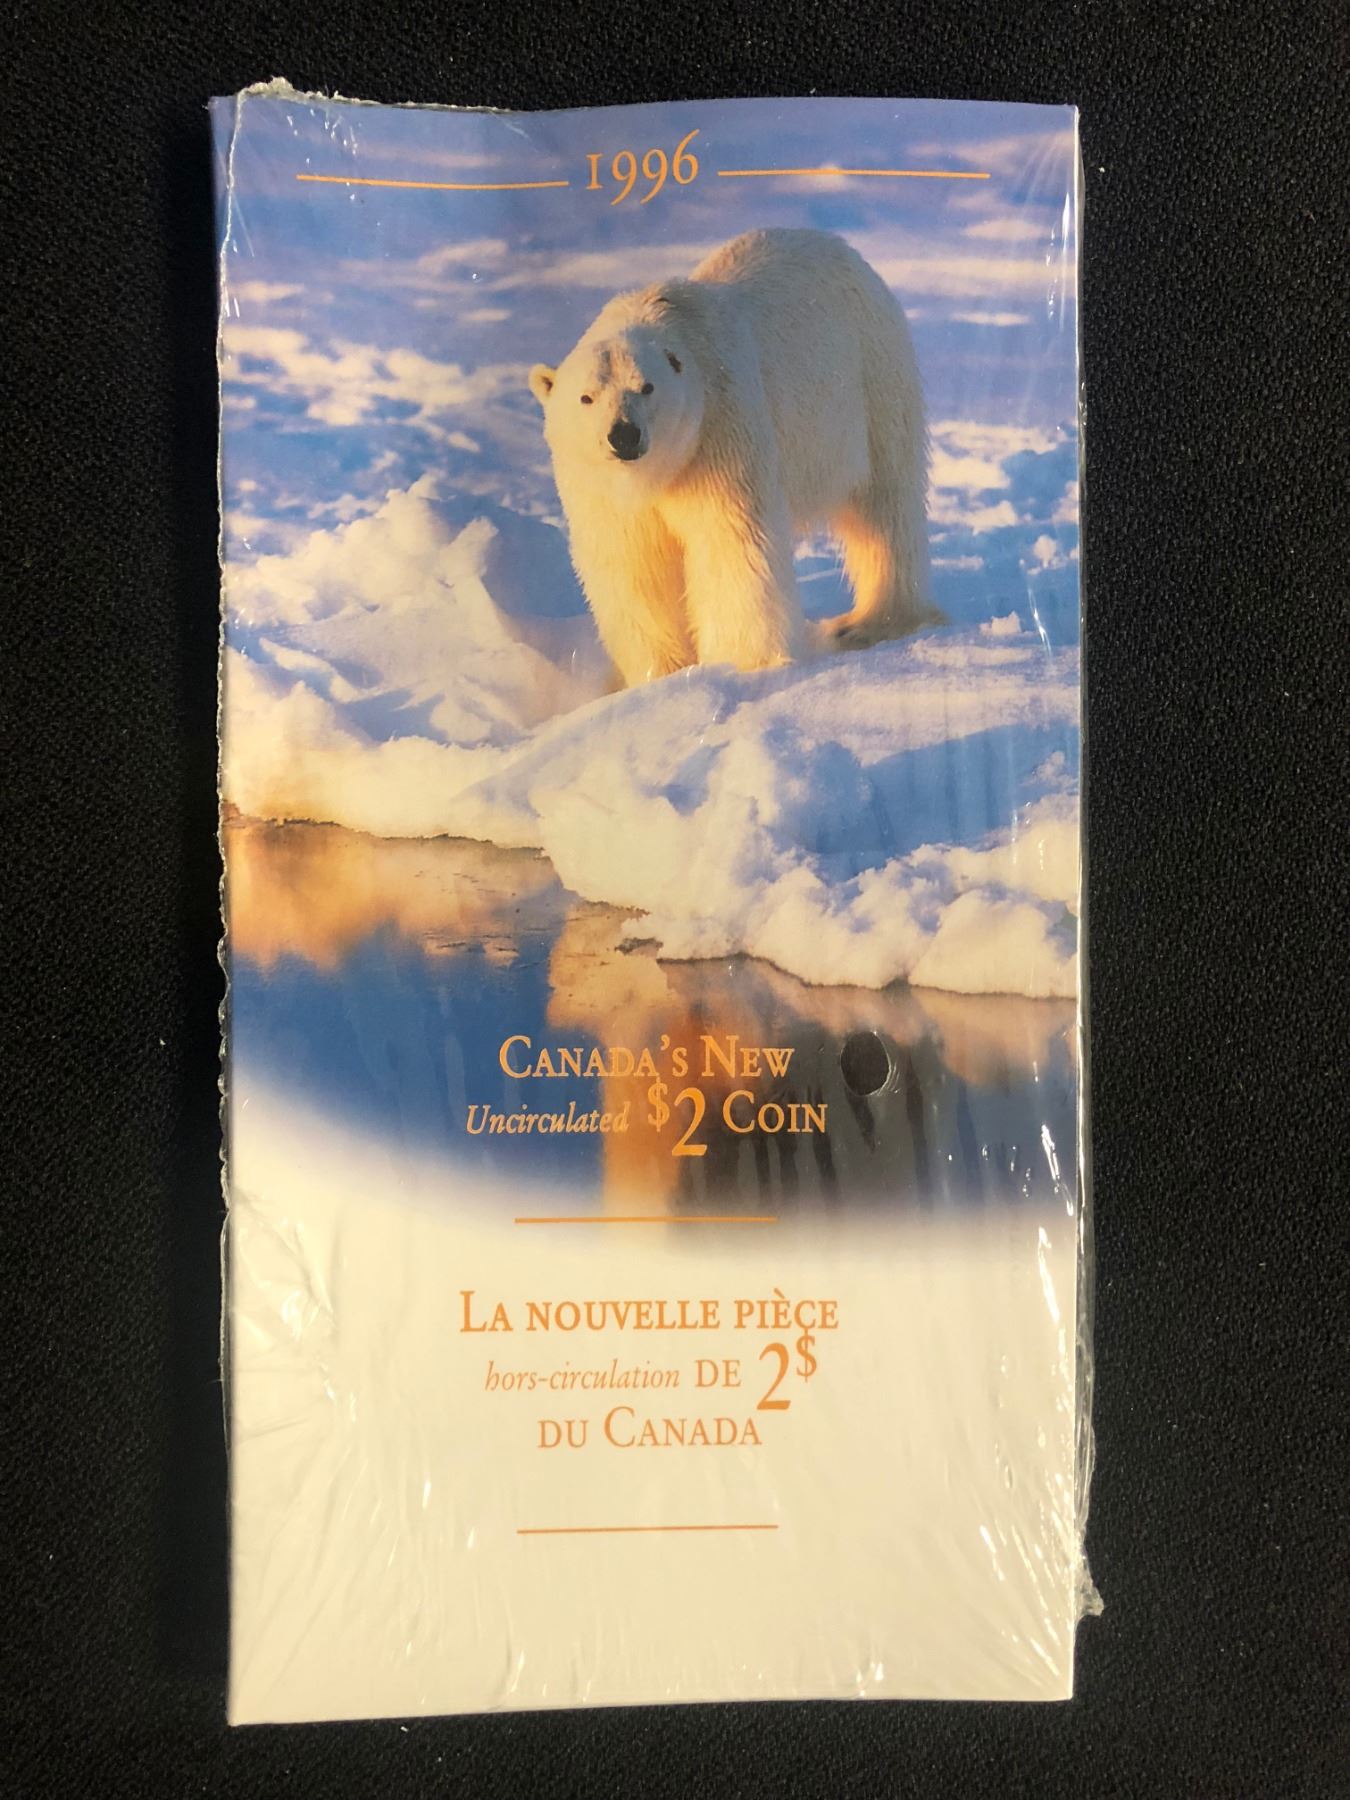 1996
CANADA'S NEW
Uncirculated $2 COIN
LA NOUVELLE PIÈCE
hors-circulation DE 2$
DU CANADA